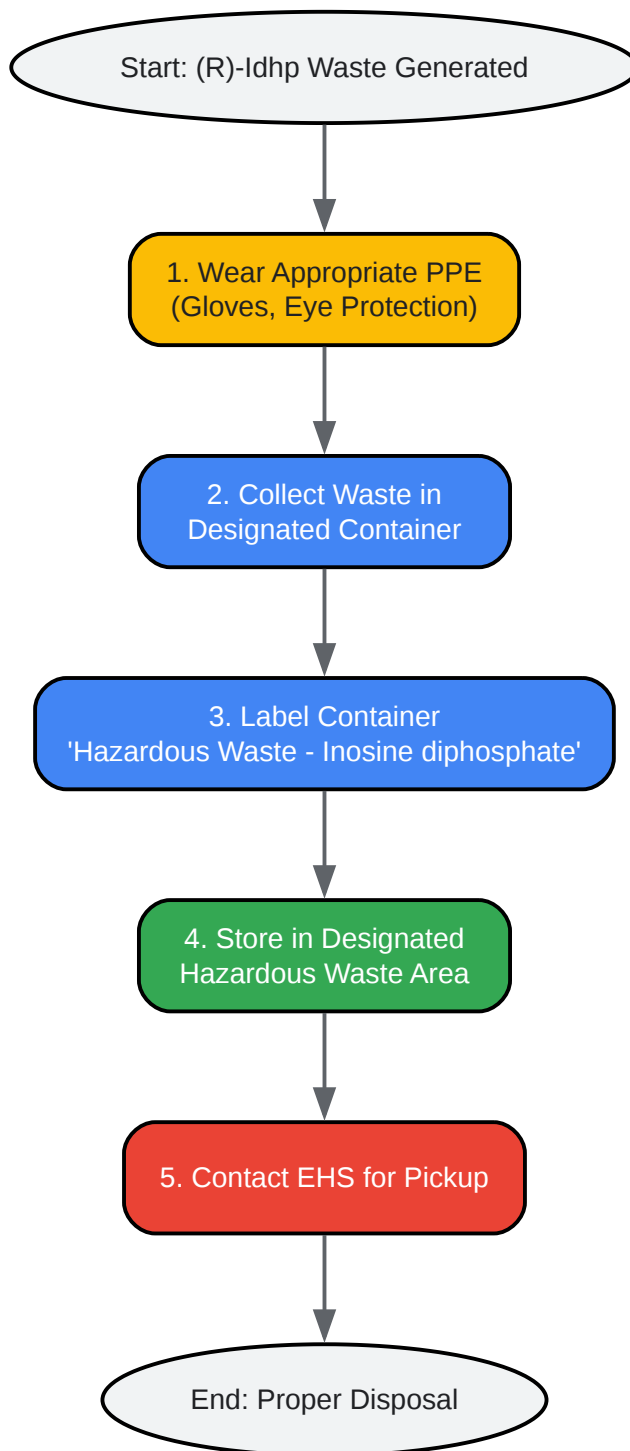 Start: (R)-Idhp Waste Generated
1. Wear Appropriate PPE
(Gloves, Eye Protection)
2. Collect Waste in
Designated Container
3. Label Container
'Hazardous Waste - Inosine diphosphate'
4. Store in Designated
Hazardous Waste Area
5. Contact EHS for Pickup
End: Proper Disposal